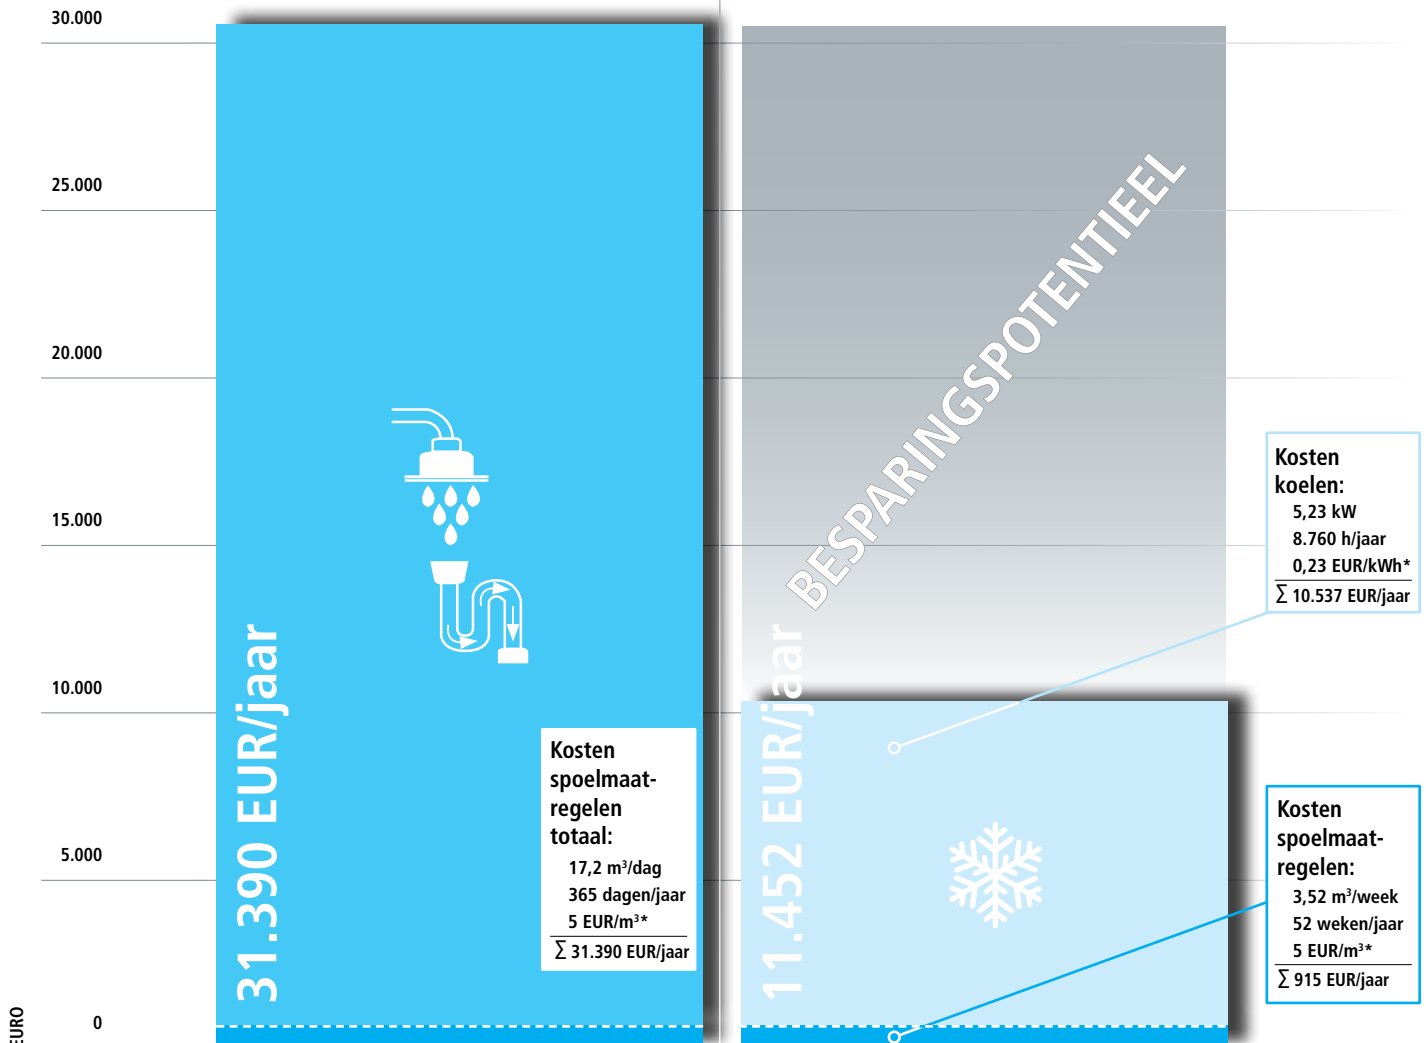 30.000
25.000
20.000
15.000
10.000
5.000
0
EURO
31.390 EUR/jaar
Kosten
spoelmaat-
regelen
totaal:
17,2 m³/dag
365 dagen/jaar
5 EUR/m³*
∑ 31.390 EUR/jaar
BESPARINGSPOTENTIEEL
11.452 EUR/jaar
Kosten
koelen:
5,23 kW
8.760 h/jaar
0,23 EUR/kWh*
∑ 10.537 EUR/jaar
Kosten
spoelmaat-
regelen:
3,52 m³/week
52 weken/jaar
5 EUR/m³*
∑ 915 EUR/jaar